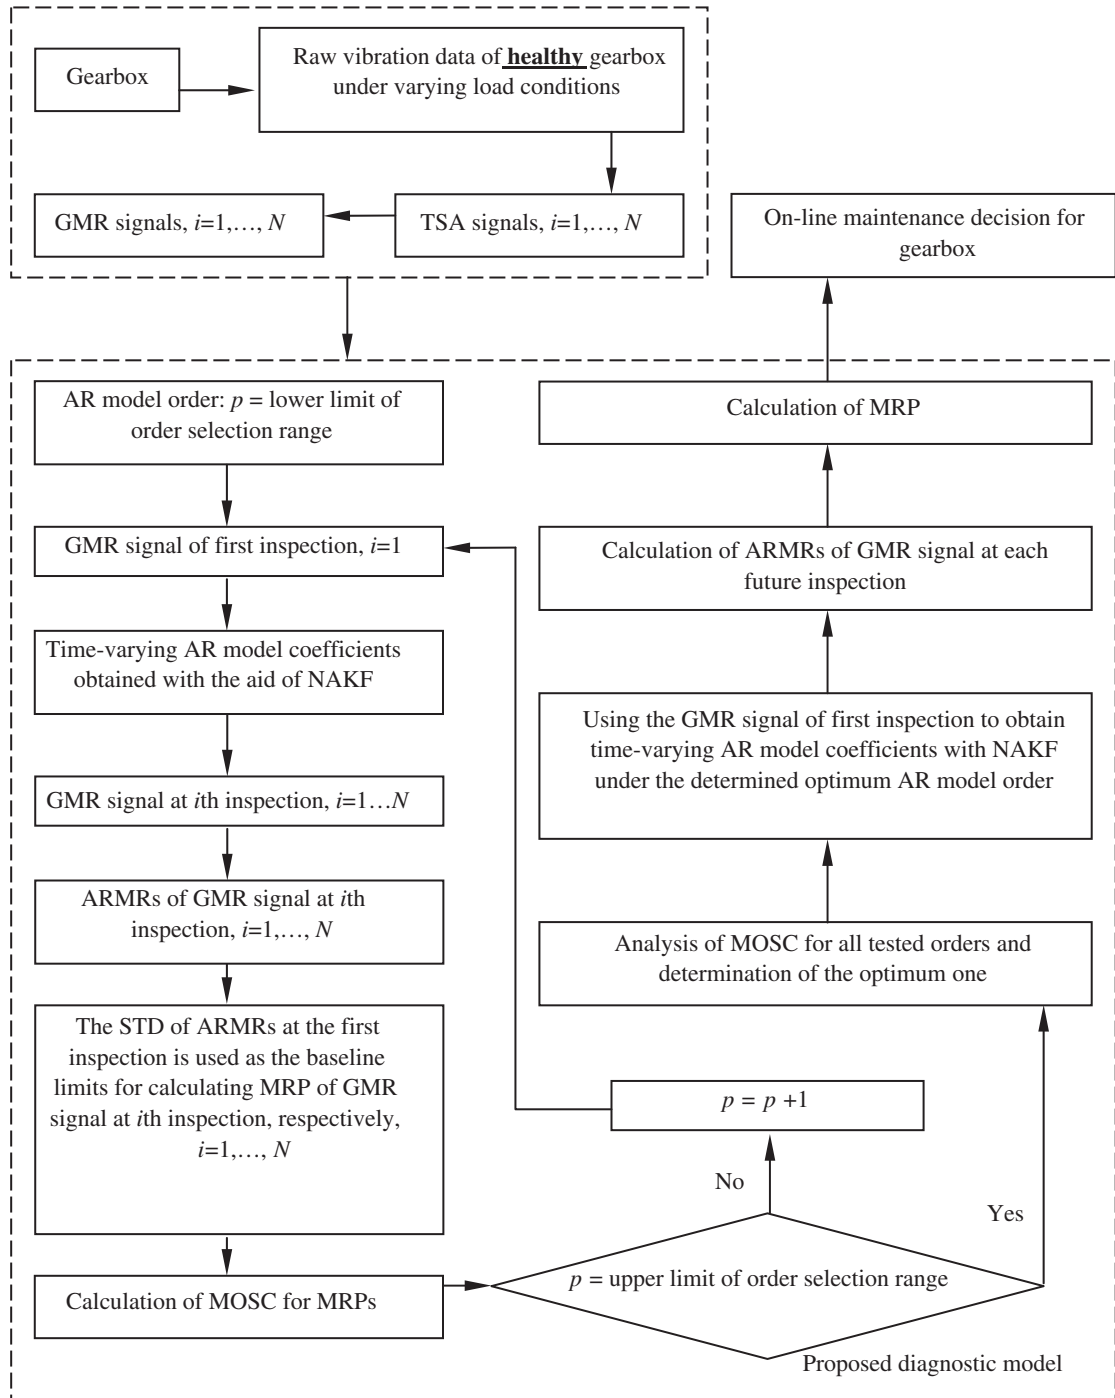 Gearbox
Raw vibration data of healthy gearbox
under varying load conditions
GMR signals, i=1,…, N
TSA signals, i=1,…, N
On-line maintenance decision for
gearbox
AR model order: p = lower limit of
order selection range
GMR signal of first inspection, i=1
Time-varying AR model coefficients
obtained with the aid of NAKF
GMR signal at ith inspection, i=1…N
ARMRs of GMR signal at ith
inspection, i=1,…, N
The STD of ARMRs at the first
inspection is used as the baseline
limits for calculating MRP of GMR
signal at ith inspection, respectively,
i=1,…, N
Calculation of MOSC for MRPs
p = upper limit of order selection range
No
Yes
p = p +1
Analysis of MOSC for all tested orders and
determination of the optimum one
Using the GMR signal of first inspection to obtain
time-varying AR model coefficients with NAKF
under the determined optimum AR model order
Calculation of ARMRs of GMR signal at each
future inspection
Calculation of MRP
Proposed diagnostic model